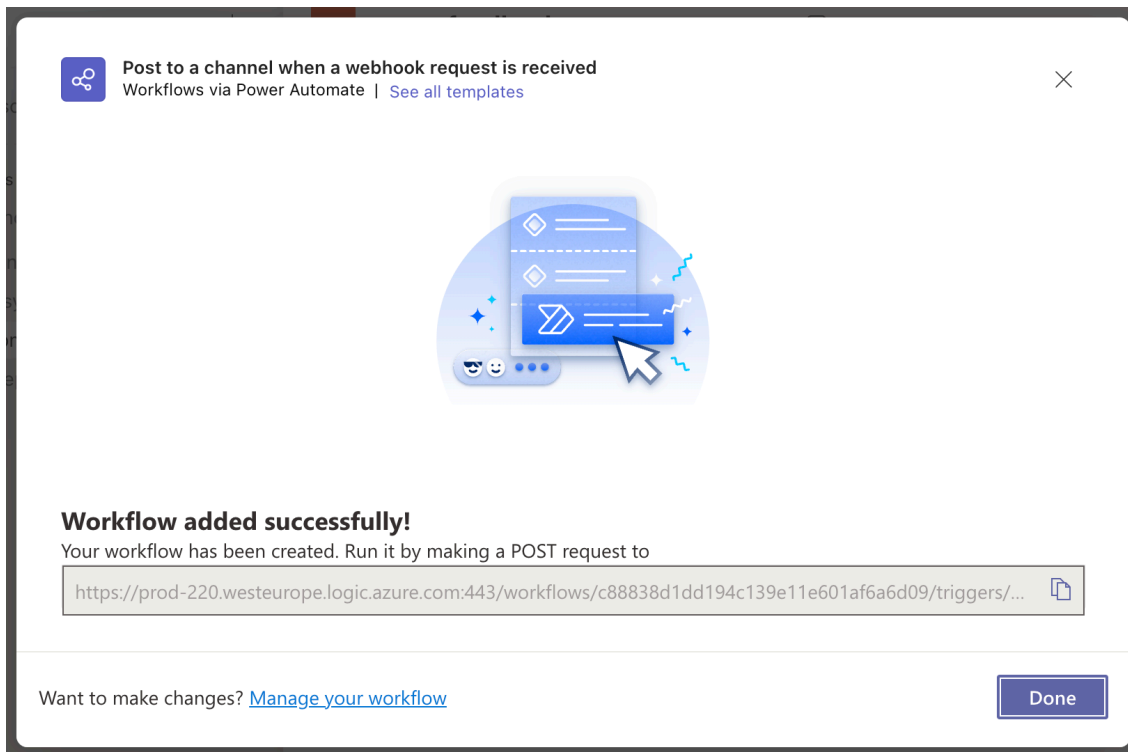 Post to a channel when a webhook request is received
Workflows via Power Automate | See all templates
Workflow added successfully!
Your workflow has been created. Run it by making a POST request to
https://prod-220.westeurope.logic.azure.com:443/workflows/c88838d1dd194c139e11e601af6a6d09/triggers/...
Want to make changes? Manage your workflow
Done